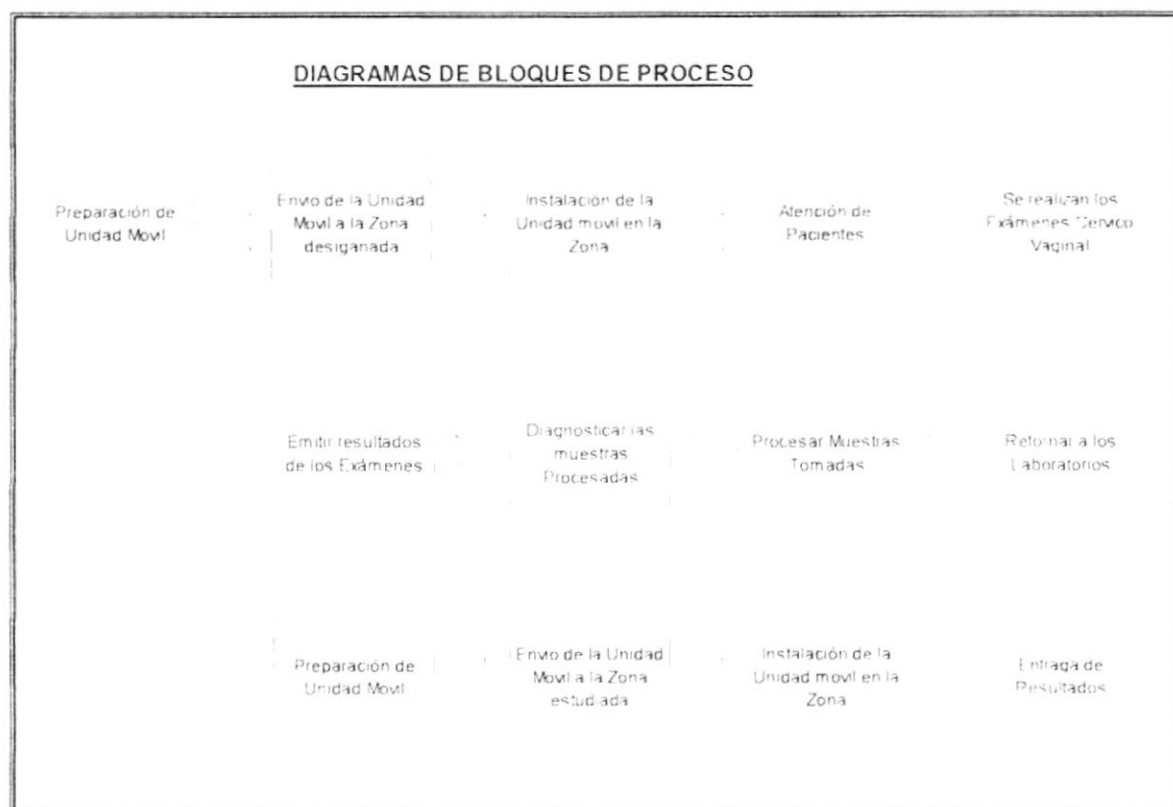 DIAGRAMAS DE BLOQUES DE PROCESO
Preparación de
Unidad Movil
Envio de la Unidad
Movil a la Zona
desiganada
Instalación de la
Unidad movil en la
Zona
Atención de
Pacientes
Se realizan los
Exámenes Cervico
Vaginal
Emitir resultados
de los Exámenes
Diagnosticar las
muestras
Procesadas
Procesar Muestras
Tomadas
Retornar a los
Laboratorios
Preparación de
Unidad Movil
Envio de la Unidad
Movil a la Zona
estudiada
Instalación de la
Unidad movil en la
Zona
Entraga de
Resultados